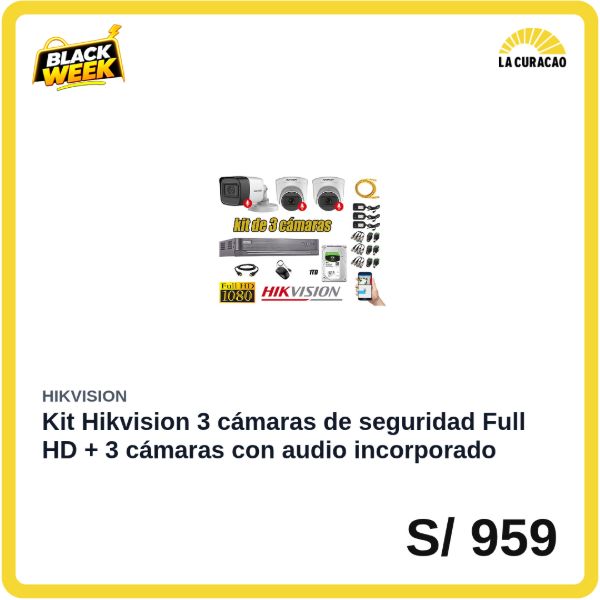 BLACK
WEEK
LA CURACAO
kit de 3 cámaras
1TB
Full HD
1080
HIKVISION
HIKVISION
Kit Hikvision 3 cámaras de seguridad Full
HD + 3 cámaras con audio incorporado
S/ 959